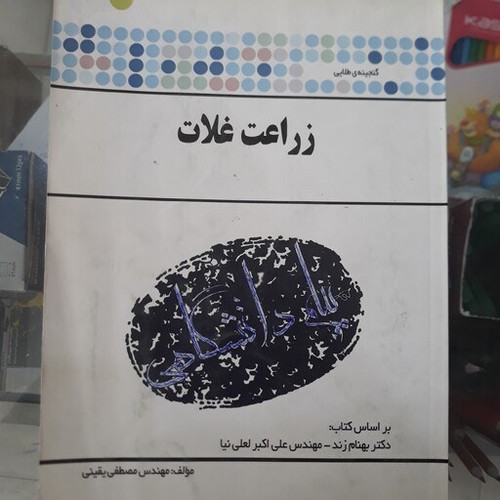 گنجینه‌ی طلایی
زراعت غلات
پیام دانشگاهی
بر اساس کتاب:
دکتر بهنام زند - مهندس علی اکبر لعلی نیا
مؤلف: مهندس مصطفی یقینی